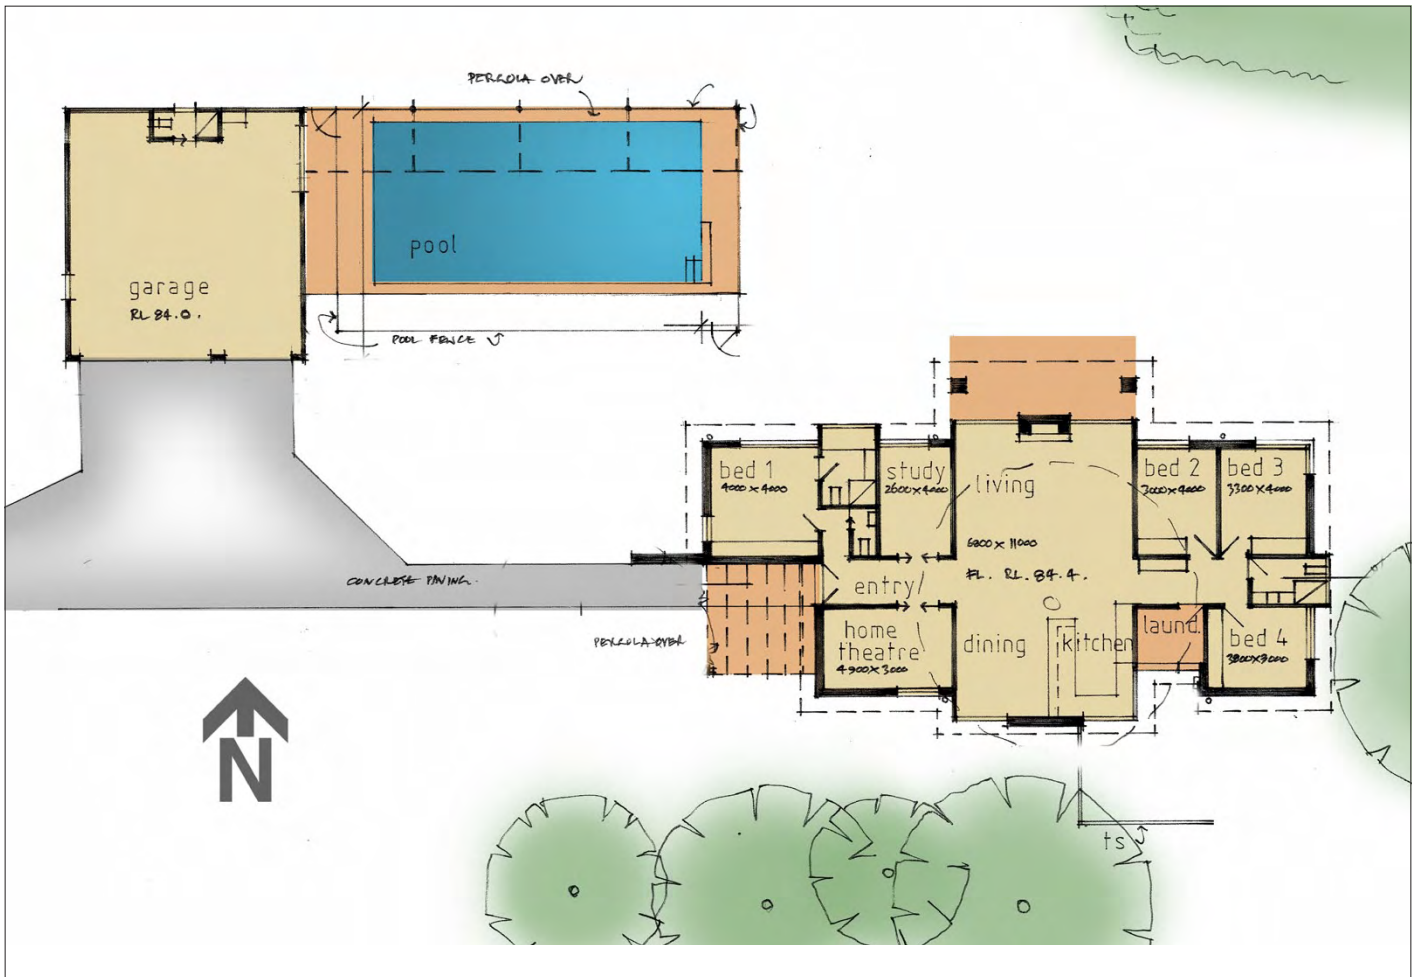 PERGOLA OVER
pool
garage
RL 84.0.
POOL FENCE
bed 1
4000 x 4000
study
2600 x 4000
living
bed 2
3000 x 4000
bed 3
3300 x 4000
6800 x 11000
CONCRETE PAVING.
entry
FL. RL. 84.4.
PERGOLA OVER
home
theatre
4900 x 3000
dining
kitchen
laund.
bed 4
3800 x 3000
N
ts